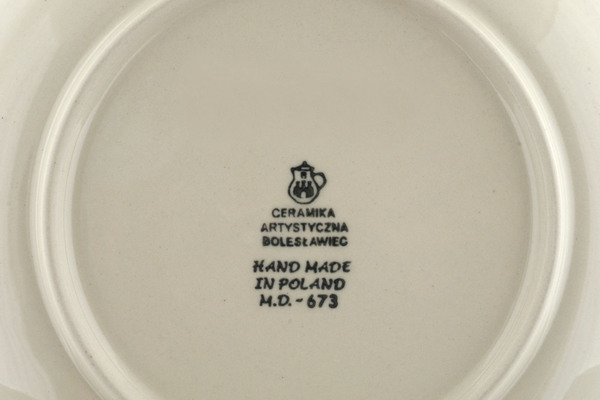 CERAMIKA
ARTYSTYCZNA
BOLESŁAWIEC
HAND MADE
IN POLAND
M.D. - 673